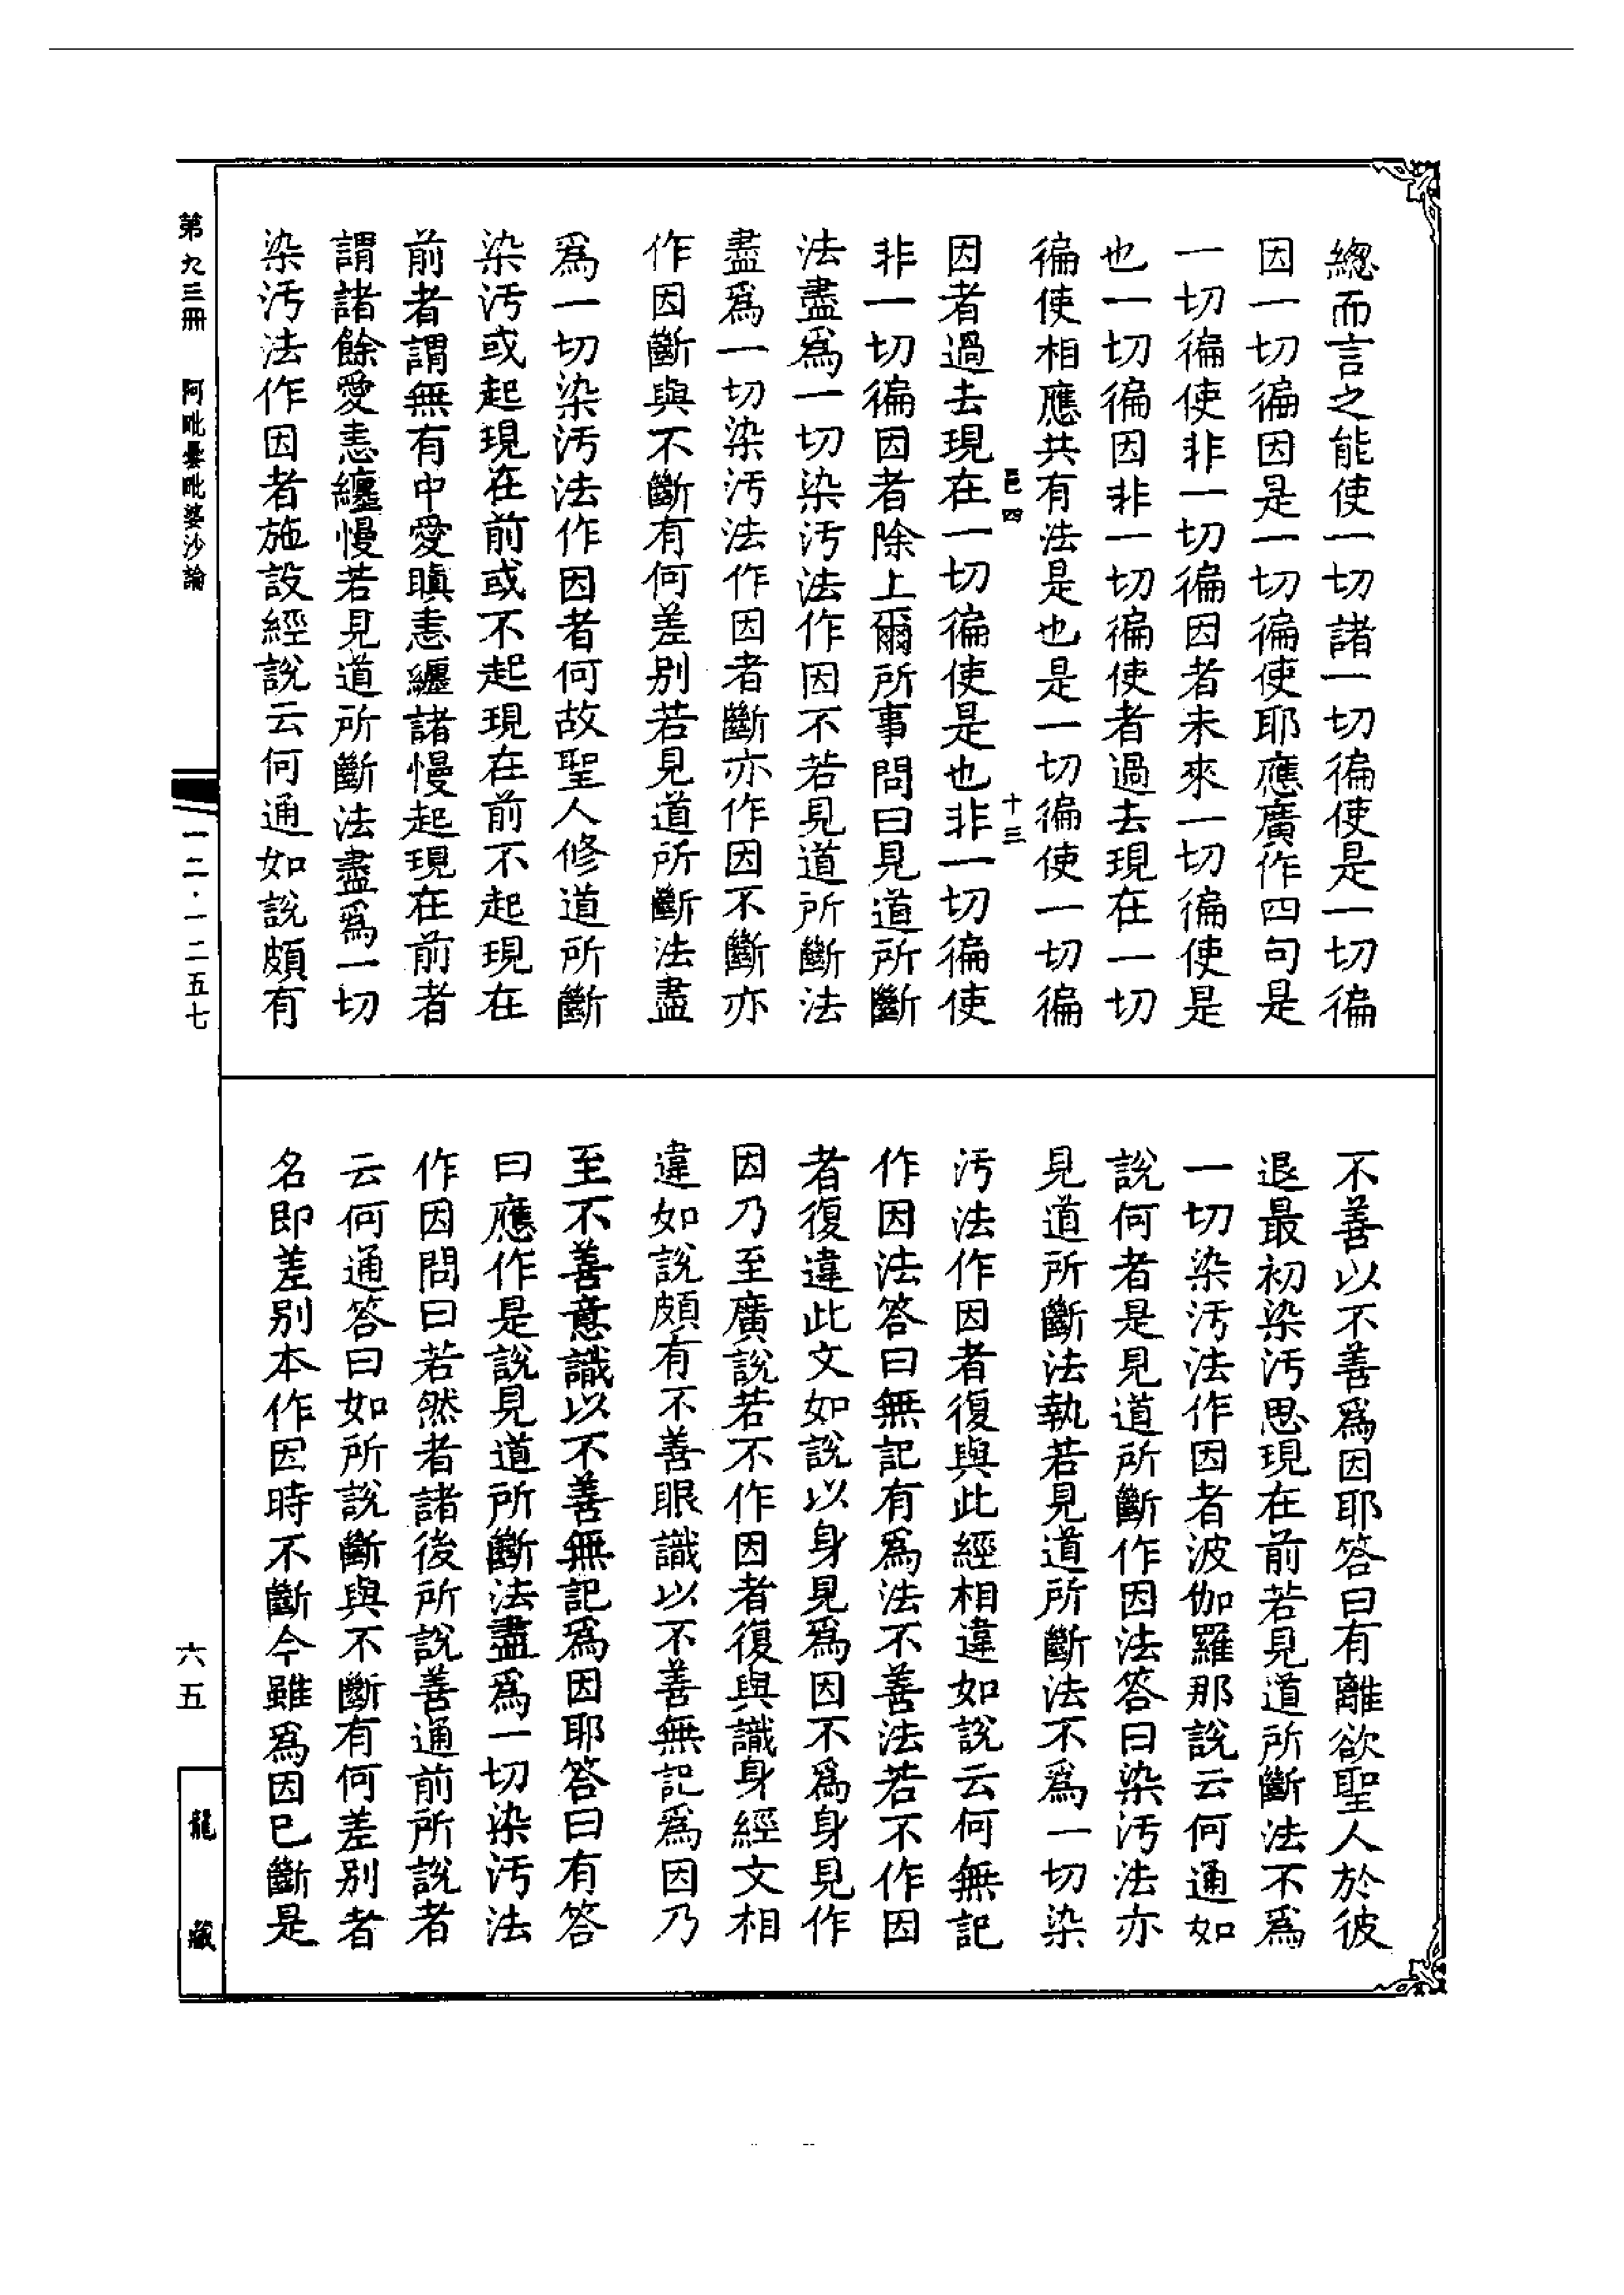 總而言之能使一切諸一切徧使是一切徧
因一切徧因是一切徧使耶應廣作四句是
一切徧使非一切徧因者未來一切徧使是
也一切徧因非一切徧使者過去現在一切
徧使相應共有法是也是一切徧使一切徧
因者過去現在一切徧使是也非一切徧使
非一切徧因者除上爾所事問曰見道所斷
法盡爲一切染汚法作因不若見道所斷法
盡爲一切染汚法作因者斷亦作因不斷亦
作因斷與不斷有何差别若見道所斷法盡
爲一切染汚法作因者何故聖人修道所斷
染汚或起現在前或不起現在前不起現在
前者謂無有中愛瞋恚纏諸慢起現在前者
謂諸餘愛恚纏慢若見道所斷法盡爲一切
染汚法作因者施設經說云何通如說頗有
邑四
十三
不善以不善爲因耶答曰有離欲聖人於彼
退最初染汚思現在前若見道所斷法不爲
一切染汚法作因者波伽羅那說云何通如
說何者是見道所斷作因法答曰染汚法亦
見道所斷法執若見道所斷法不爲一切染
汚法作因者復與此經相違如說云何無記
作因法答曰無記有爲法不善法若不作因
者復違此文如說以身見爲因不爲身見作
因乃至廣說若不作因者復與識身經文相
違如說頗有不善眼識以不善無記爲因乃
至不善意識以不善無記爲因耶答曰有答
曰應作是說見道所斷法盡爲一切染汚法
作因問曰若然者諸後所說善通前所說者
云何通答曰如所說斷與不斷有何差别者
名即差别本作因時不斷今雖爲因已斷是
第九三冊 阿毗曇毗婆沙論
一二·一二五七
六五
龍藏